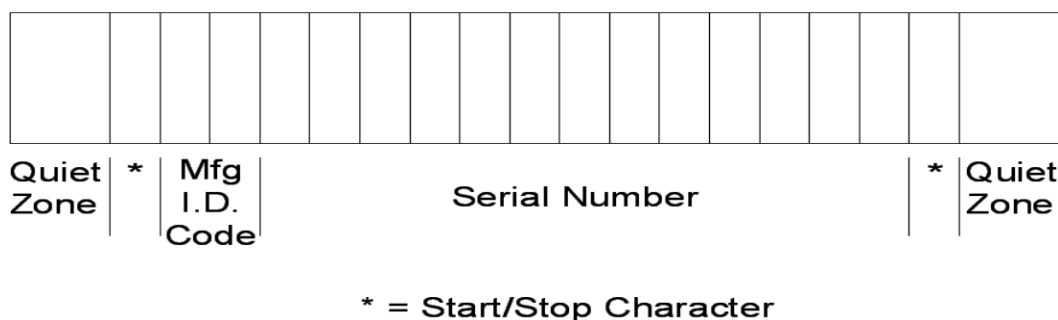 Quiet Zone
*
Mfg I.D. Code
Serial Number
*
Quiet Zone
* = Start/Stop Character